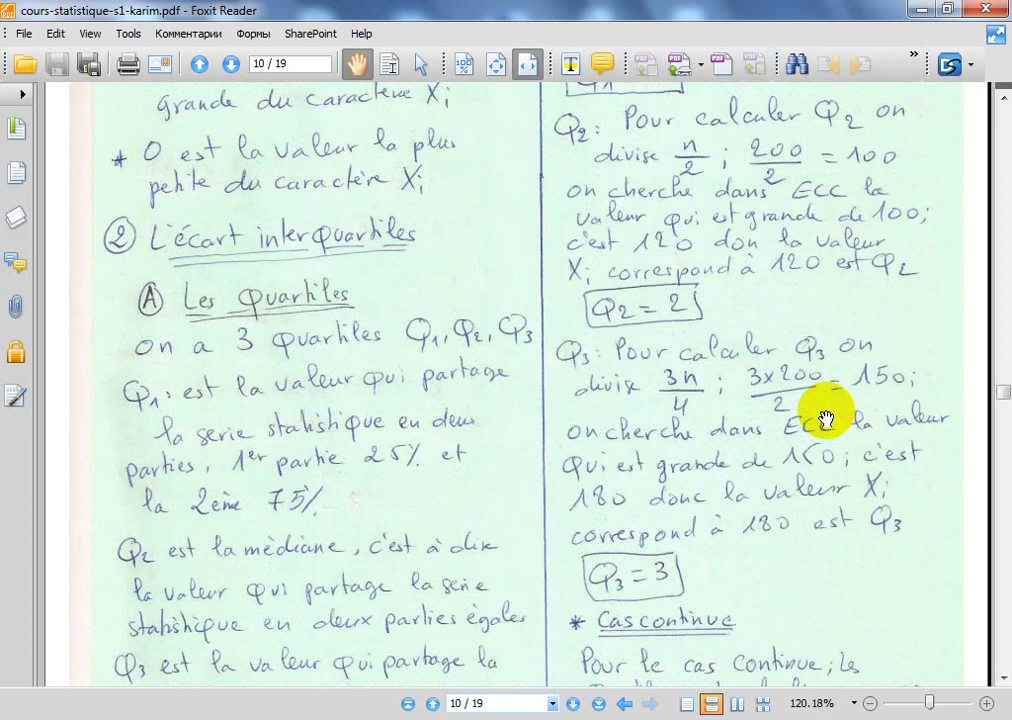 cours-statistique-s1-karim.pdf - Foxit Reader
File Edit View Tools Комментарии Формы SharePoint Help
10 / 19
grande du caractère Xi
* 0 est la valeur la plus
petite du caractère Xi
② L'écart interquartiles
Ⓐ Les quartiles
on a 3 quartiles Q1, Q2, Q3
Q1: est la valeur qui partage
la serie statistique en deux
parties, 1er partie 25% et
la 2ème 75%.
Q2 est la mèdiane, c'est à dire
la valeur qui partage la serie
statistique en deux parties égales
Q3 est la valeur qui partage la
Q2: Pour calculer Q2 on
divise n/2 ; 200/2 = 100
on cherche dans ECC la
valeur qui est grande de 100;
c'est 120 don la valeur
Xi correspond à 120 est Q2
Q2 = 2
Q3: Pour calculer Q3 on
divise 3n/4 ; 3x200/2 = 150;
on cherche dans ECC la valeur
qui est grande de 150; c'est
180 donc la valeur Xi
correspond à 180 est Q3
Q3 = 3
* Cas continue
Pour le cas continue; les
10 / 19
120.18%